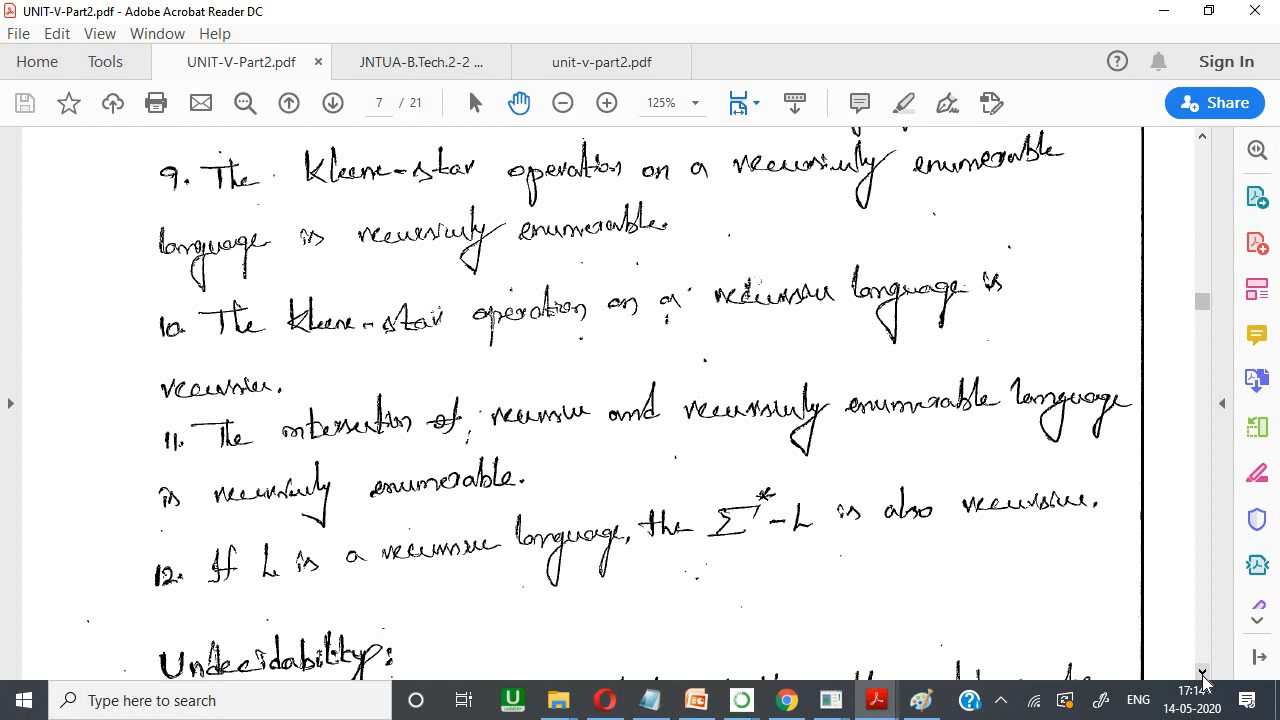 UNIT-V-Part2.pdf - Adobe Acrobat Reader DC
File Edit View Window Help
Home Tools UNIT-V-Part2.pdf × JNTUA-B.Tech.2-2 ... unit-v-part2.pdf Sign In
7 / 21 125% Share
9. The Kleene-star operation on a recursively enumerable
language is recursively enumerable.
10. The Kleene-star operation on a recursive language is
recursive.
11. The intersection of recursive and recursively enumerable language
is recursively enumerable.
12. If L is a recursive language, the Σ* - L is also recursive.
Undecidability:
Type here to search
ENG 17:14
14-05-2020